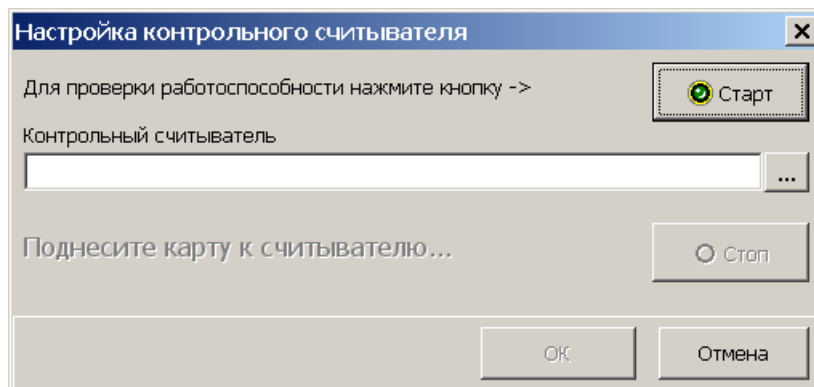 Настройка контрольного считывателя
Для проверки работоспособности нажмите кнопку -> Старт
Контрольный считыватель
...
Поднесите карту к считывателю... Стоп
ОК Отмена